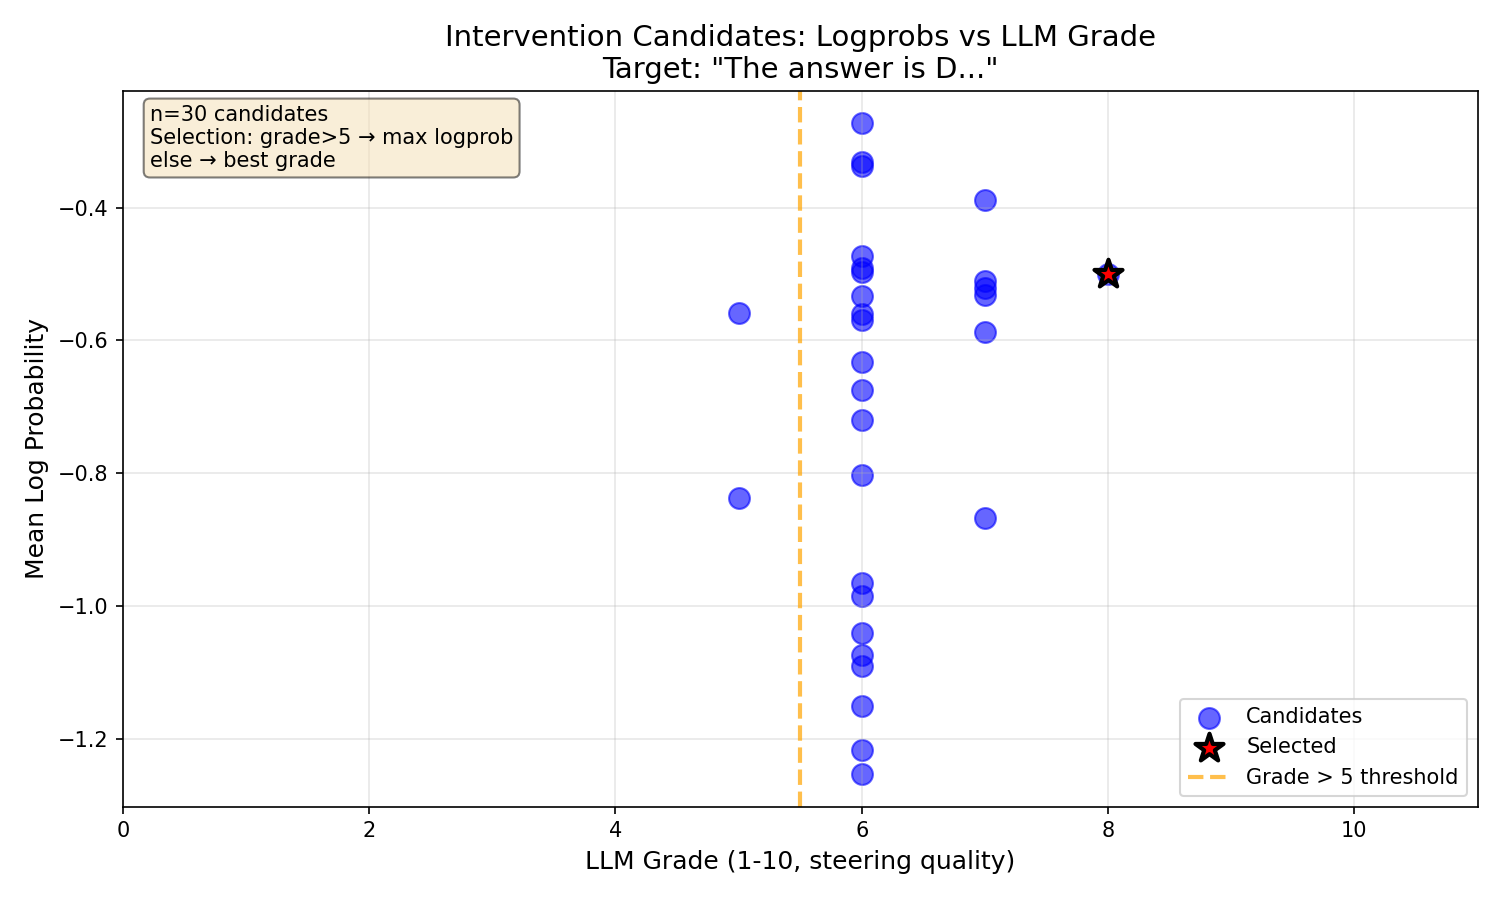 Intervention Candidates: Logprobs vs LLM Grade
Target: "The answer is D..."
n=30 candidates
Selection: grade>5 → max logprob
else → best grade
Mean Log Probability
−0.4
−0.6
−0.8
−1.0
−1.2
Candidates
Selected
Grade > 5 threshold
0
2
4
6
8
10
LLM Grade (1-10, steering quality)